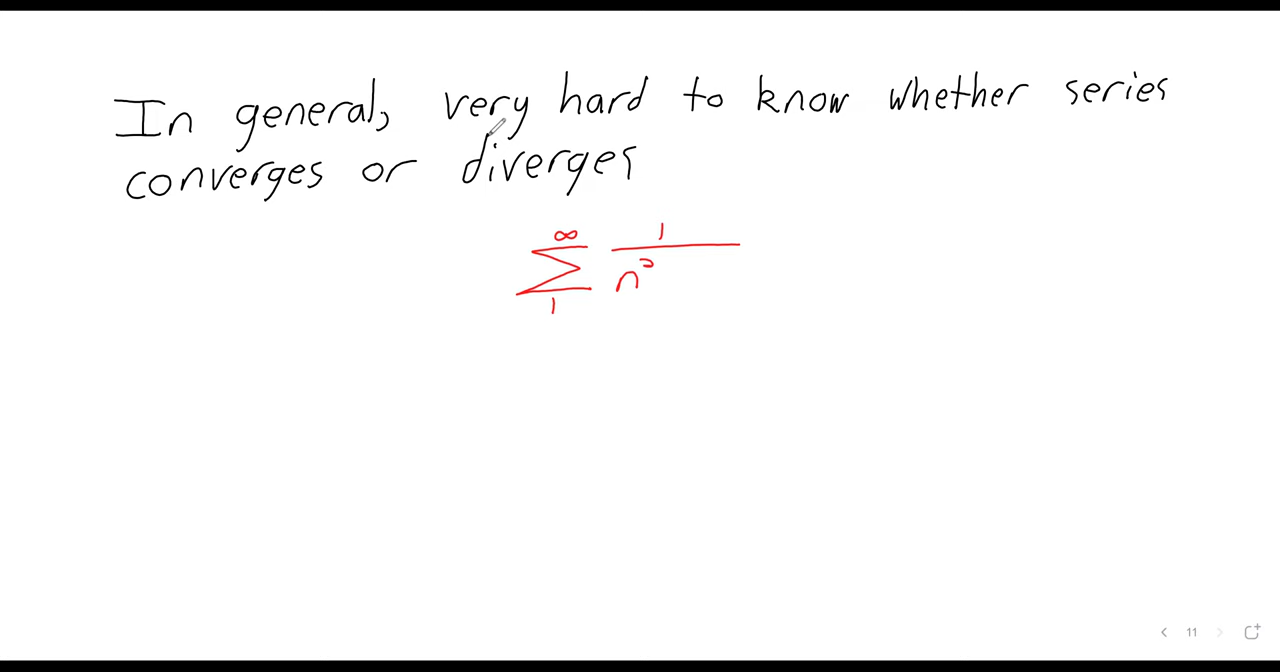 In general, very hard to know whether series
converges or diverges
∞ 1
∑ n²
1
11